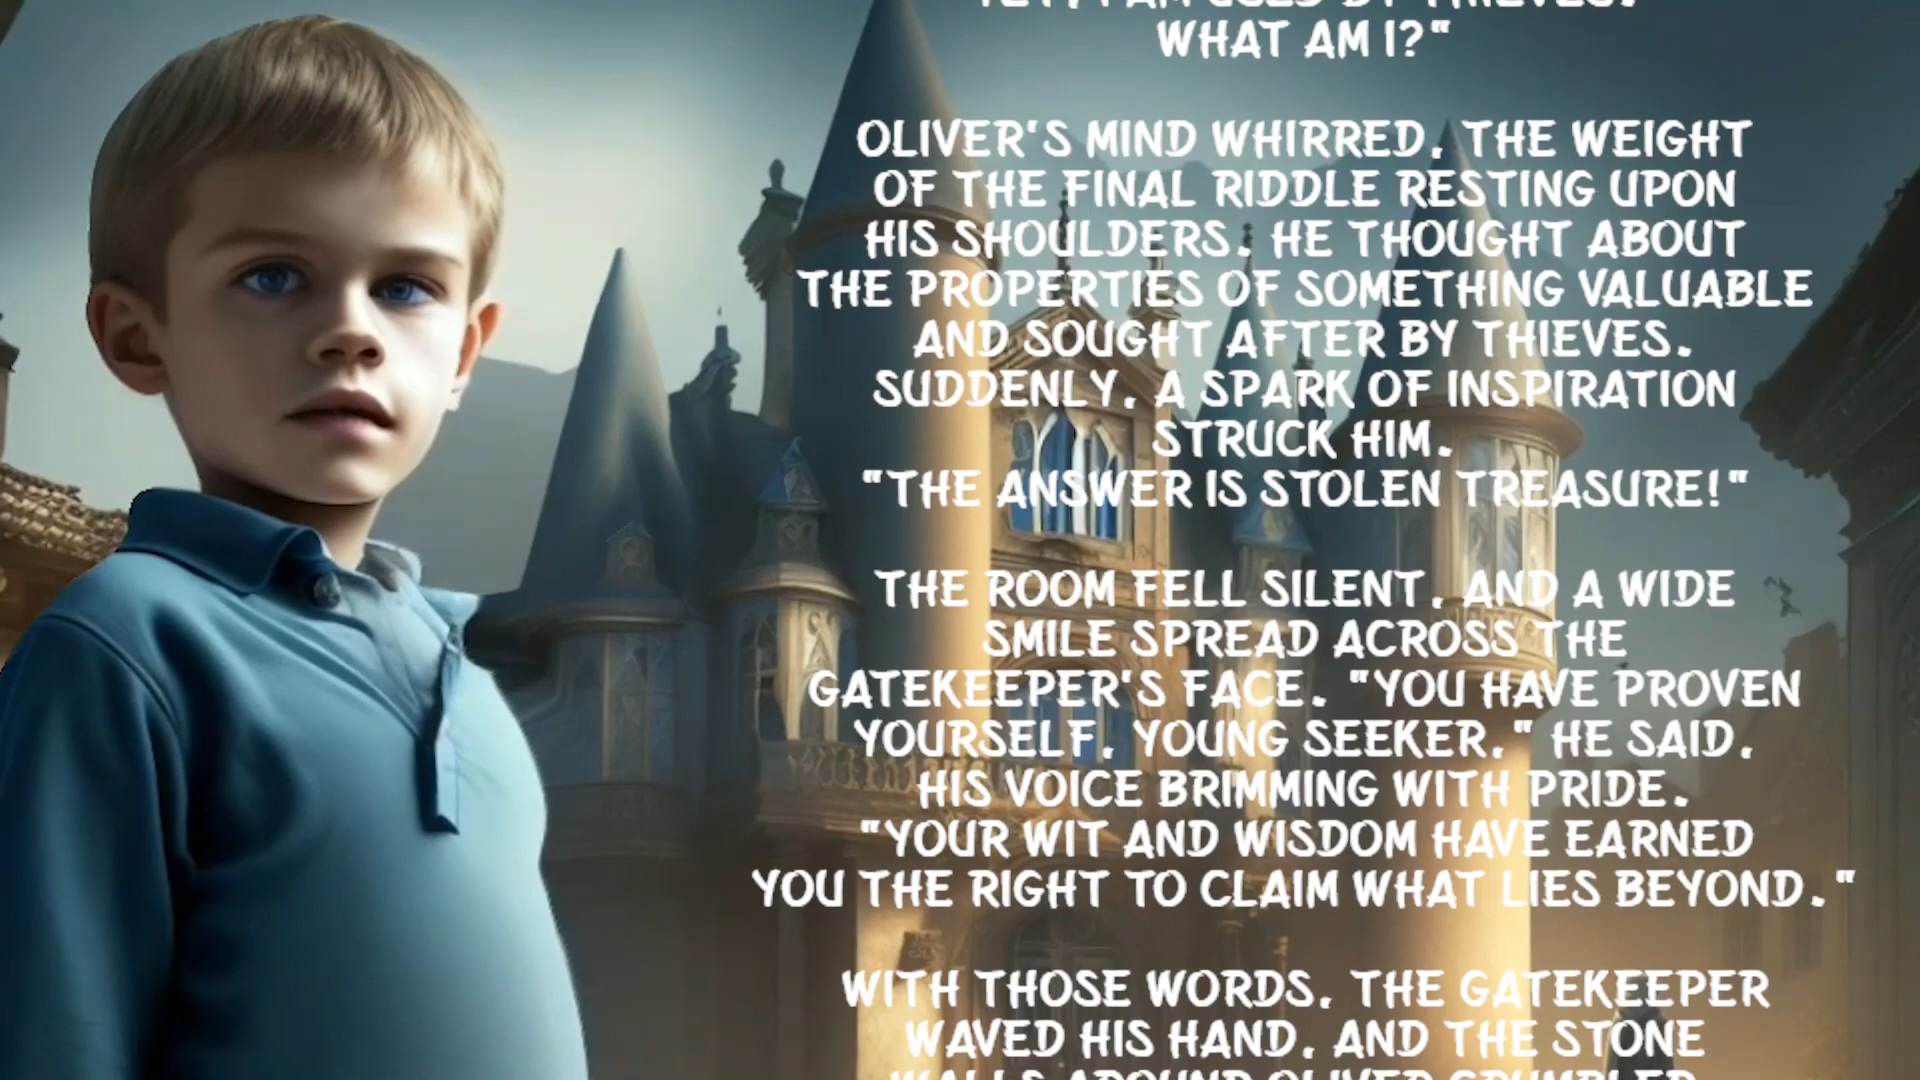 WHAT AM I?"
OLIVER'S MIND WHIRRED. THE WEIGHT
OF THE FINAL RIDDLE RESTING UPON
HIS SHOULDERS. HE THOUGHT ABOUT
THE PROPERTIES OF SOMETHING VALUABLE
AND SOUGHT AFTER BY THIEVES.
SUDDENLY, A SPARK OF INSPIRATION
STRUCK HIM.
"THE ANSWER IS STOLEN TREASURE!"
THE ROOM FELL SILENT, AND A WIDE
SMILE SPREAD ACROSS THE
GATEKEEPER'S FACE. "YOU HAVE PROVEN
YOURSELF, YOUNG SEEKER," HE SAID,
HIS VOICE BRIMMING WITH PRIDE.
"YOUR WIT AND WISDOM HAVE EARNED
YOU THE RIGHT TO CLAIM WHAT LIES BEYOND."
WITH THOSE WORDS, THE GATEKEEPER
WAVED HIS HAND, AND THE STONE
WALLS AROUND OLIVER CRUMBLED